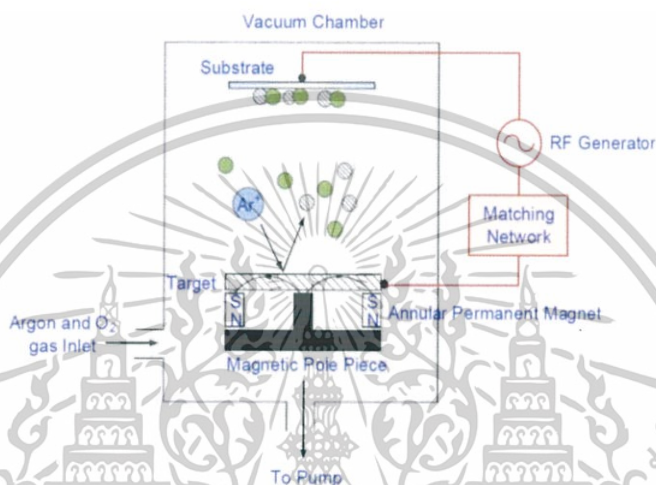 Vacuum Chamber
Substrate
RF Generator
Ar+
Matching
Network
Target
S
N
S
N
Annular Permanent Magnet
Argon and O2
gas Inlet
Magnetic Pole Piece
To Pump